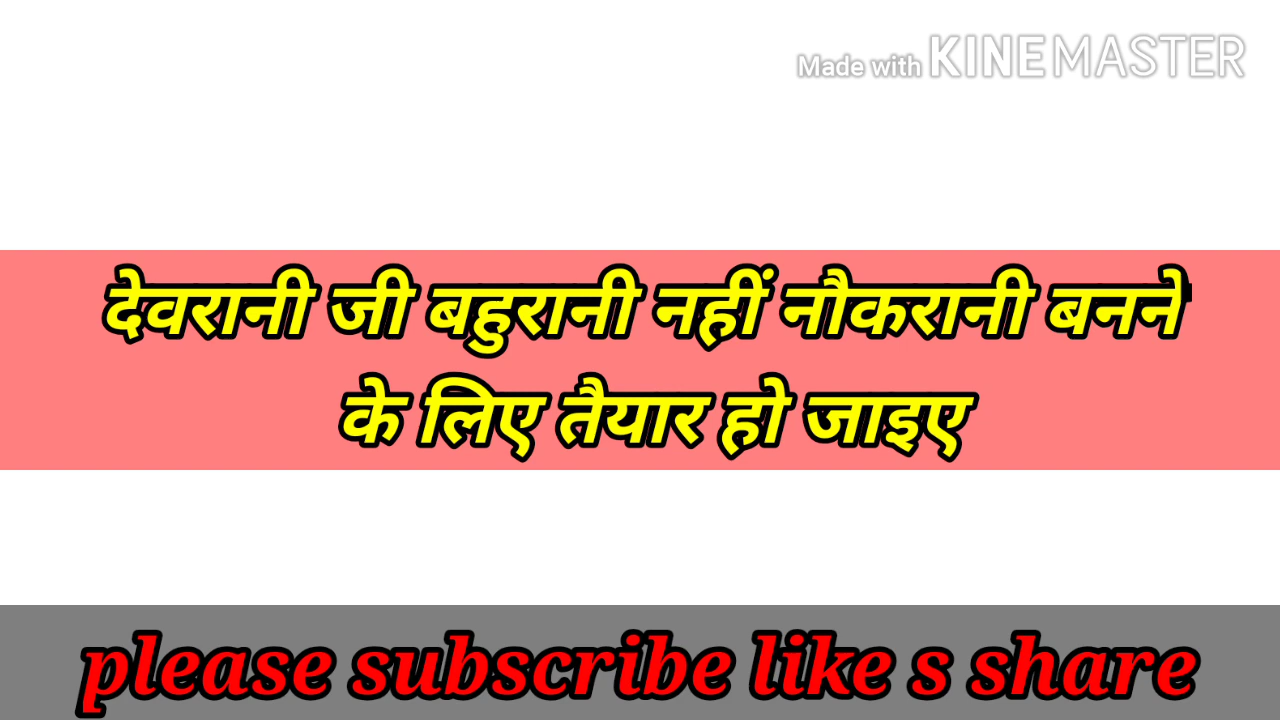 Made with KINEMASTER
देवरानी जी बहुरानी नहीं नौकरानी बनने
के लिए तैयार हो जाइए
please subscribe like s share